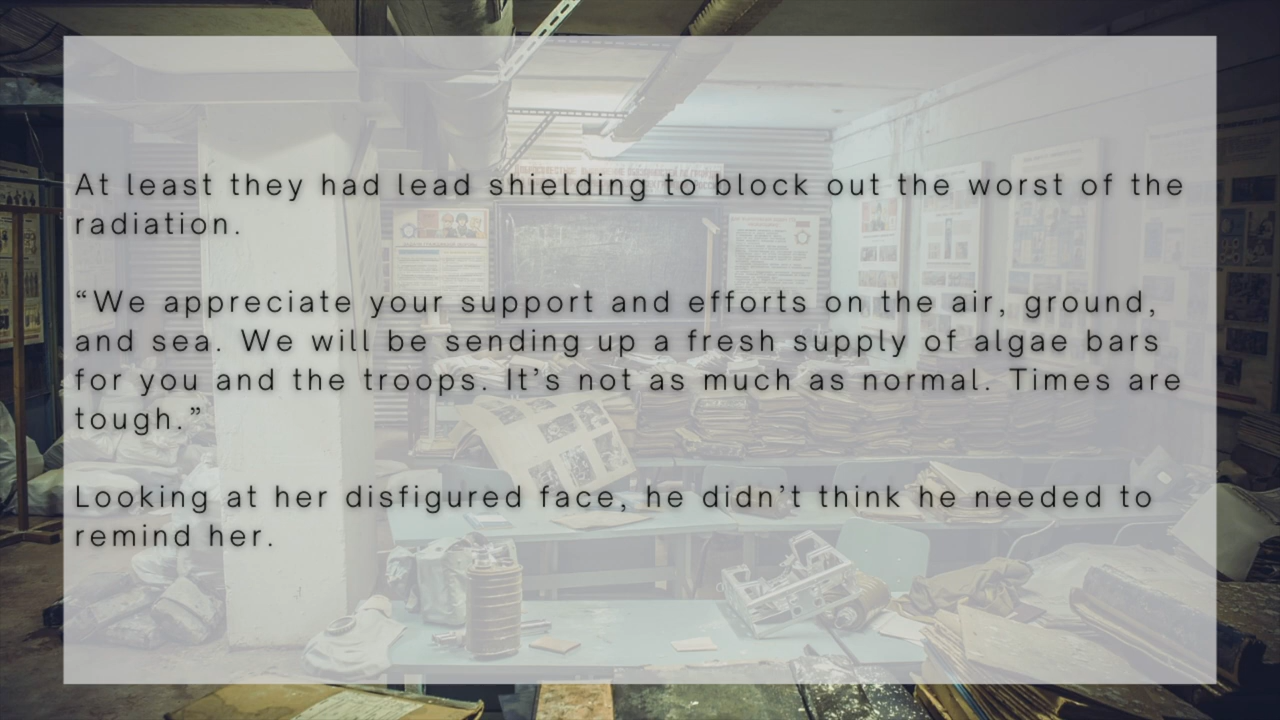 At least they had lead shielding to block out the worst of the
radiation.
“We appreciate your support and efforts on the air, ground,
and sea. We will be sending up a fresh supply of algae bars
for you and the troops. It’s not as much as normal. Times are
tough.”
Looking at her disfigured face, he didn’t think he needed to
remind her.